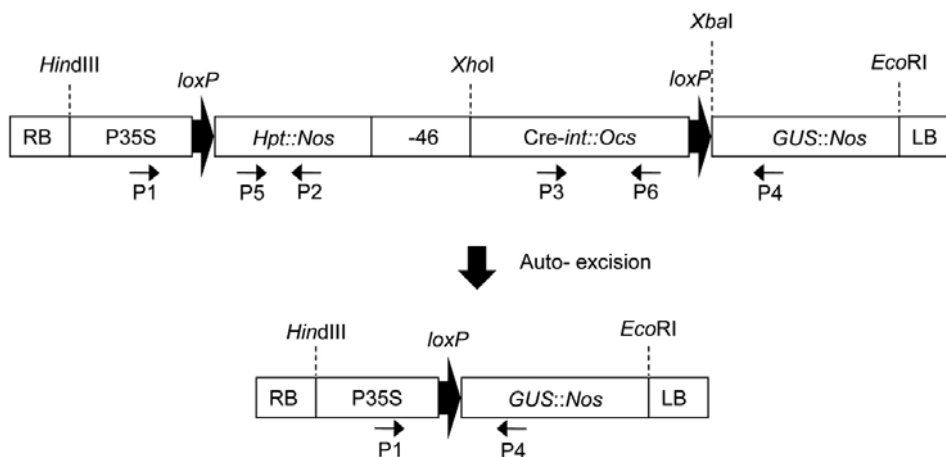 XbaI
HindIII
XhoI
EcoRI
loxP
loxP
RB P35S Hpt::Nos -46 Cre-int::Ocs GUS::Nos LB
P1 P5 P2 P3 P6 P4
Auto- excision
HindIII loxP EcoRI
RB P35S GUS::Nos LB
P1 P4